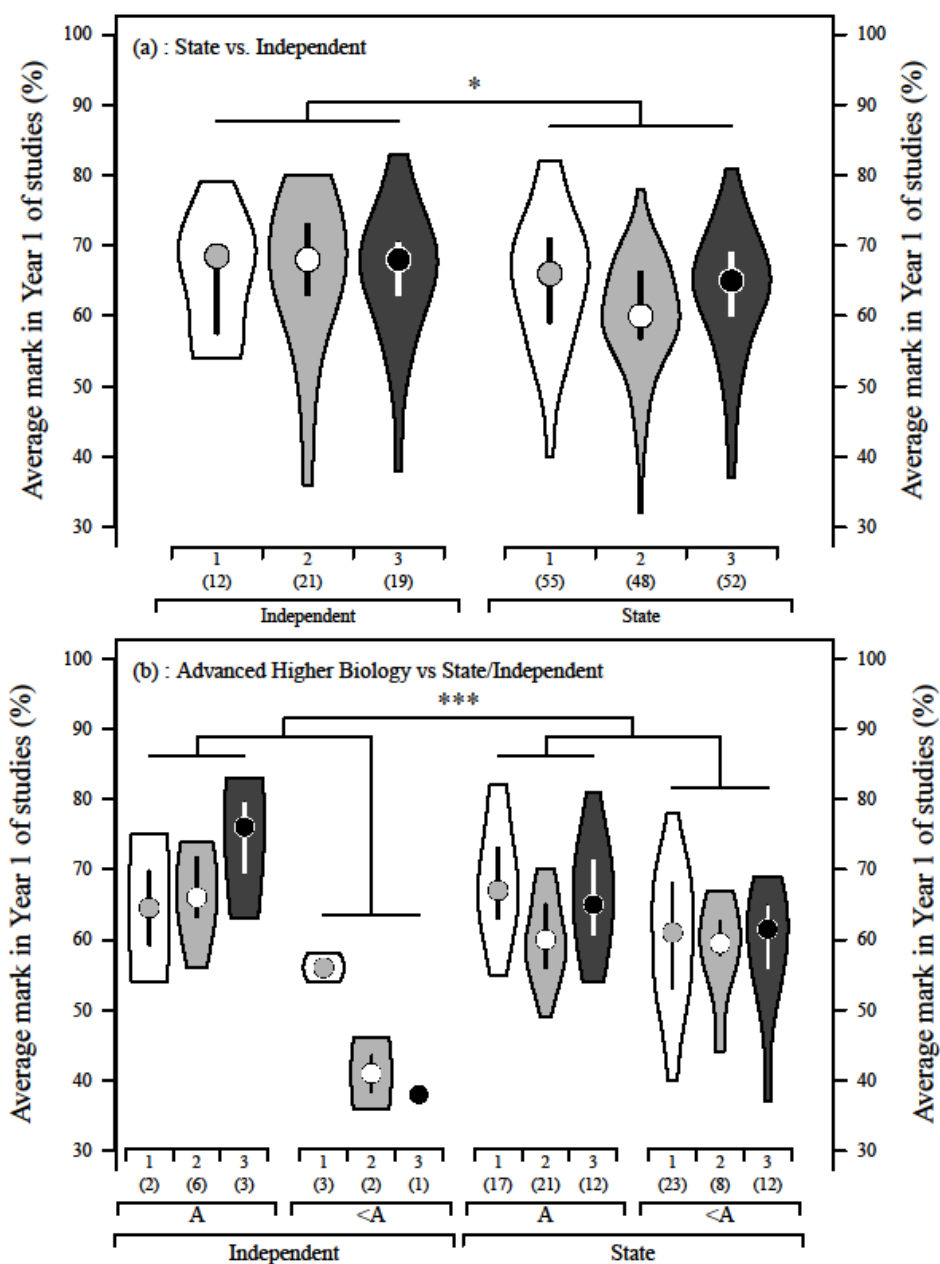 (a) : State vs. Independent
*
Average mark in Year 1 of studies (%)
100
90
80
70
60
50
40
30
100
90
80
70
60
50
40
30
Average mark in Year 1 of studies (%)
1 2 3 1 2 3
(12) (21) (19) (55) (48) (52)
Independent State
(b) : Advanced Higher Biology vs State/Independent
***
Average mark in Year 1 of studies (%)
100
90
80
70
60
50
40
30
100
90
80
70
60
50
40
30
Average mark in Year 1 of studies (%)
1 2 3 1 2 3 1 2 3 1 2 3
(2) (6) (3) (3) (2) (1) (17) (21) (12) (23) (8) (12)
A <A A <A
Independent State